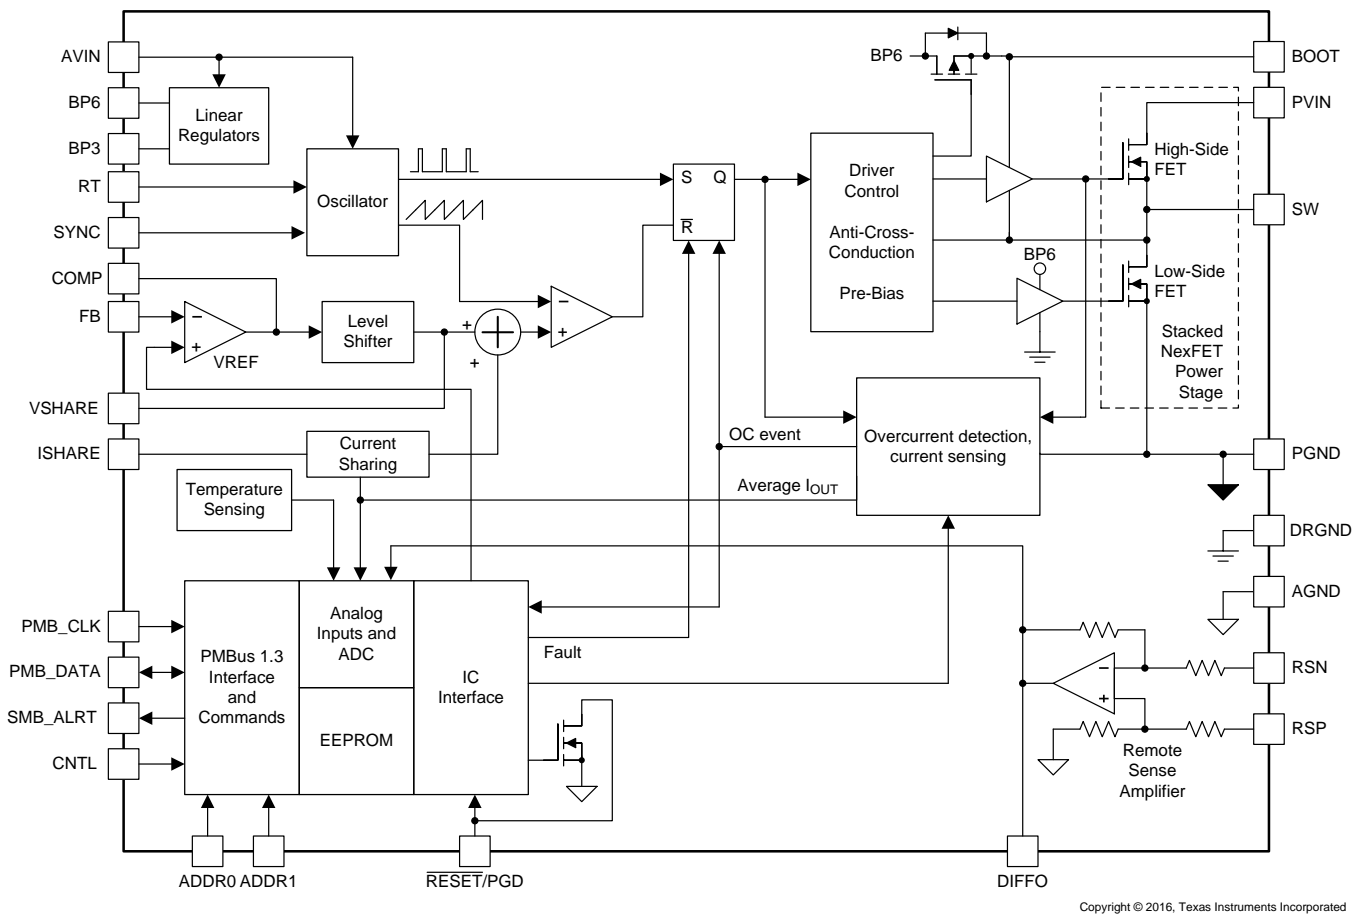 AVIN
BP6
BP3
RT
SYNC
COMP
FB
VSHARE
ISHARE
PMB_CLK
PMB_DATA
SMB_ALRT
CNTL
Linear
Regulators
Oscillator
VREF
Level
Shifter
+
+
Current
Sharing
Temperature
Sensing
S Q
R̅
BP6
Driver
Control
Anti-Cross-
Conduction
Pre-Bias
BP6
High-Side
FET
Low-Side
FET
Stacked
NexFET
Power
Stage
OC event
Average IOUT
Overcurrent detection,
current sensing
PMBus 1.3
Interface
and
Commands
Analog
Inputs and
ADC
EEPROM
IC
Interface
Fault
Remote
Sense
Amplifier
BOOT
PVIN
SW
PGND
DRGND
AGND
RSN
RSP
ADDR0 ADDR1
R̅E̅S̅E̅T̅/PGD
DIFFO
Copyright © 2016, Texas Instruments Incorporated